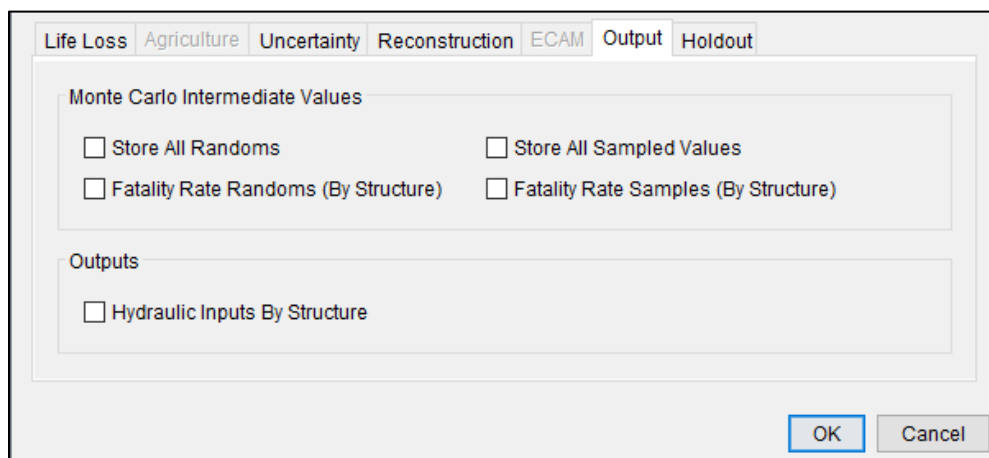 Life Loss Agriculture Uncertainty Reconstruction ECAM Output Holdout
Monte Carlo Intermediate Values
Store All Randoms Store All Sampled Values
Fatality Rate Randoms (By Structure) Fatality Rate Samples (By Structure)
Outputs
Hydraulic Inputs By Structure
OK Cancel